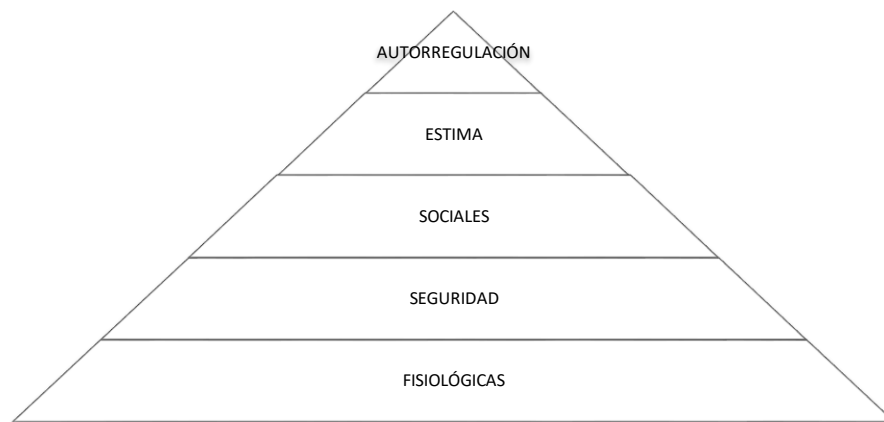 AUTORREGULACIÓN
ESTIMA
SOCIALES
SEGURIDAD
FISIOLÓGICAS